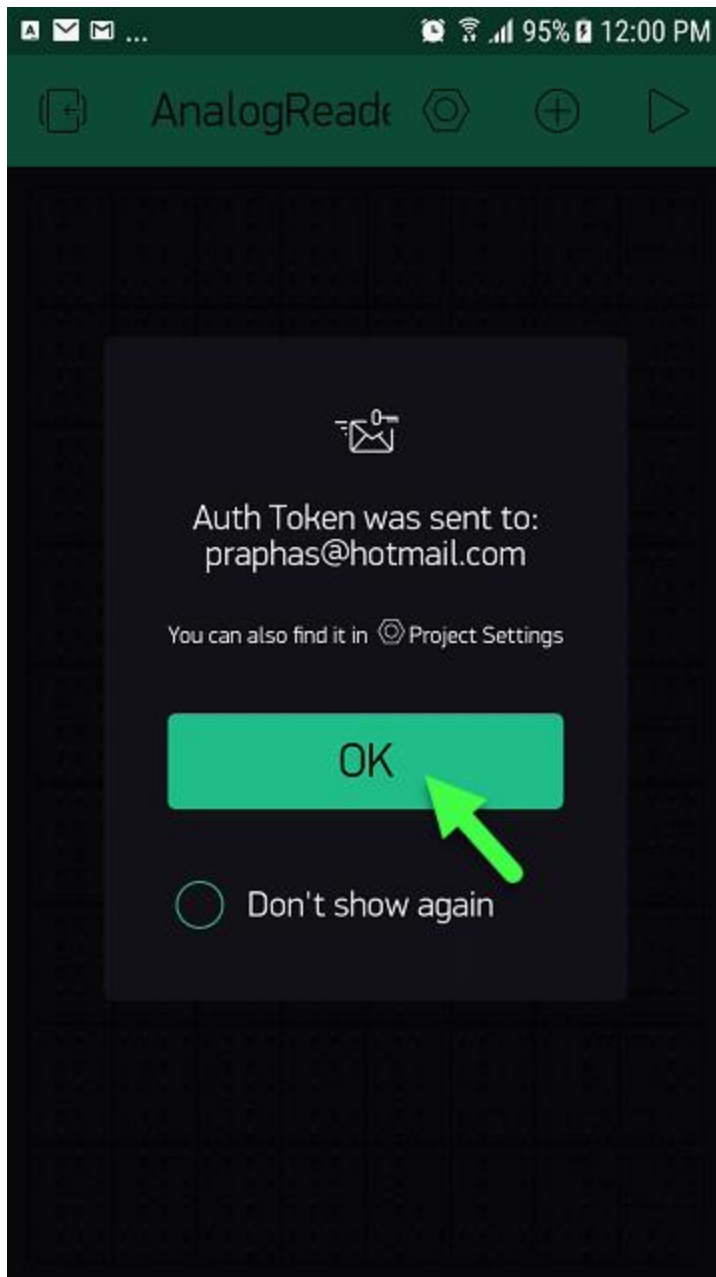 ... 95% 12:00 PM
AnalogReade
Auth Token was sent to:
praphas@hotmail.com
You can also find it in Project Settings
OK
Don't show again